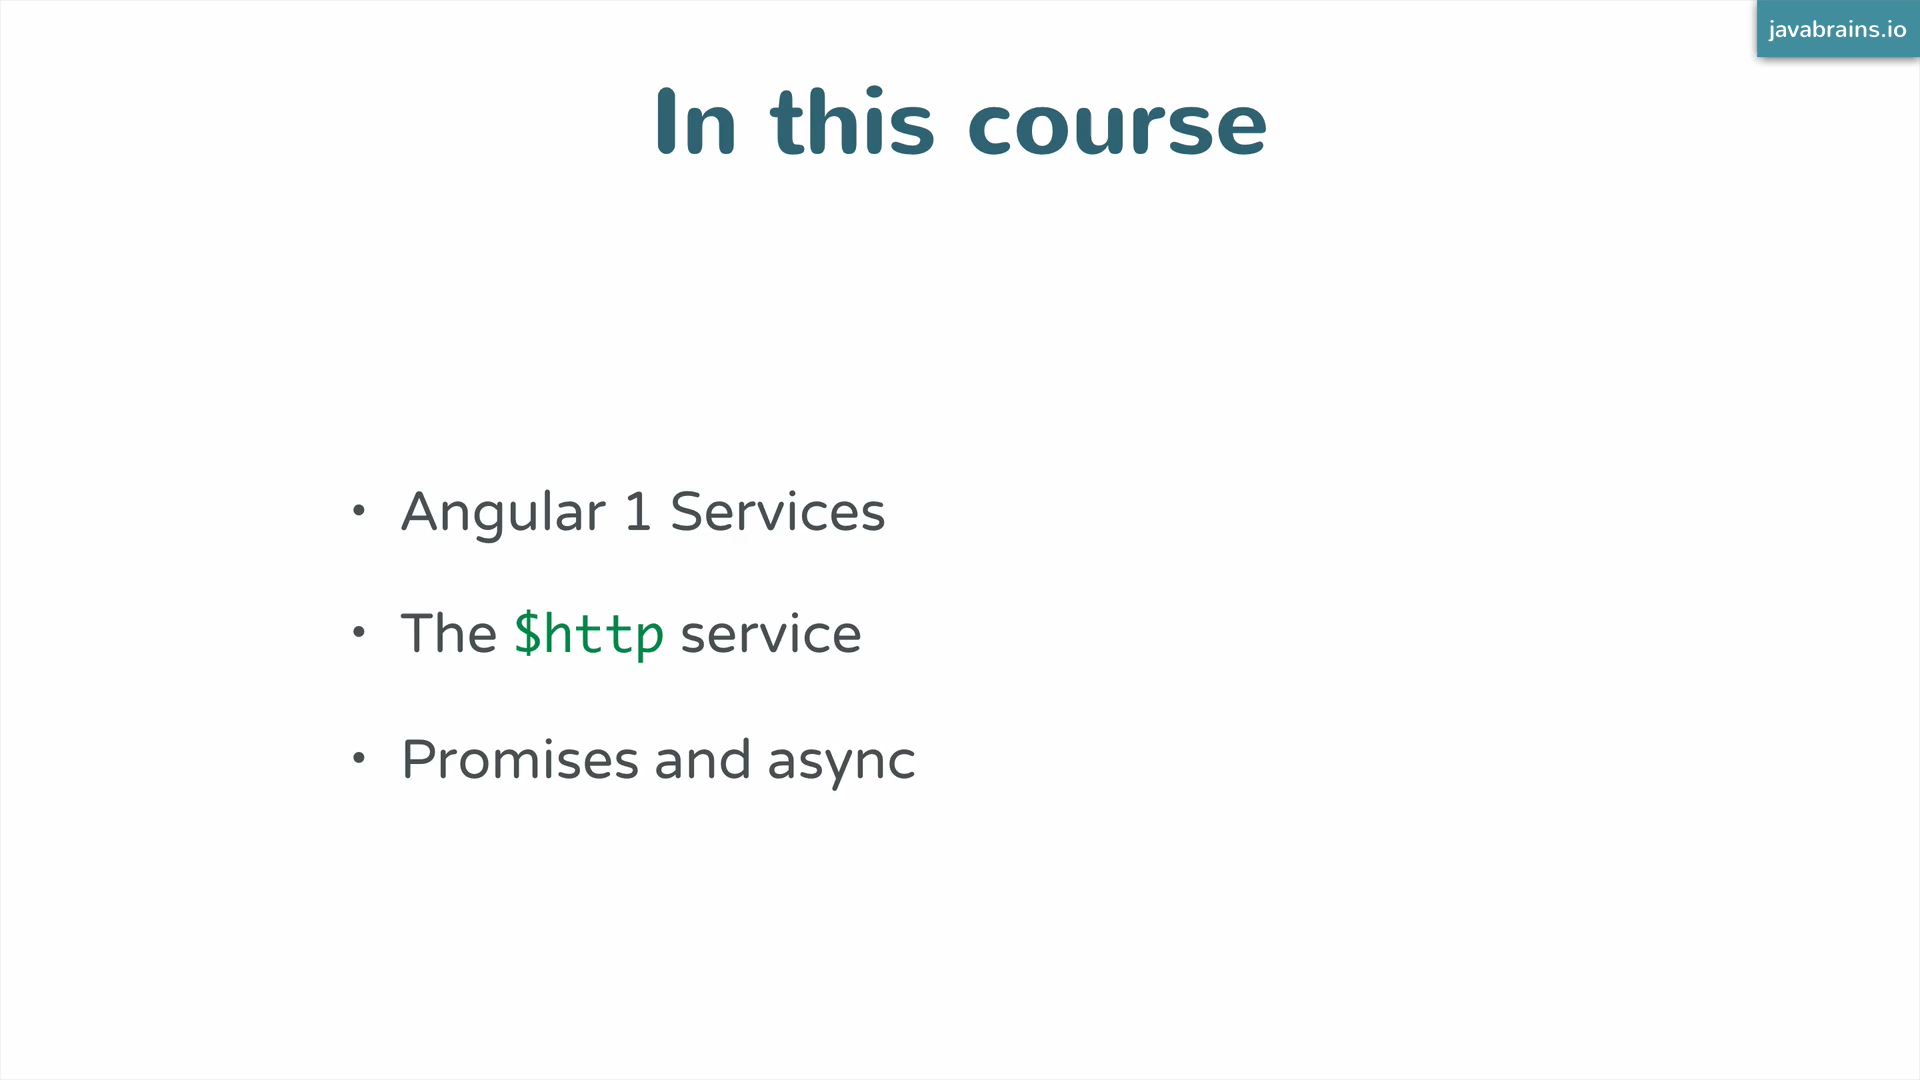 javabrains.io
In this course
• Angular 1 Services
• The $http service
• Promises and async